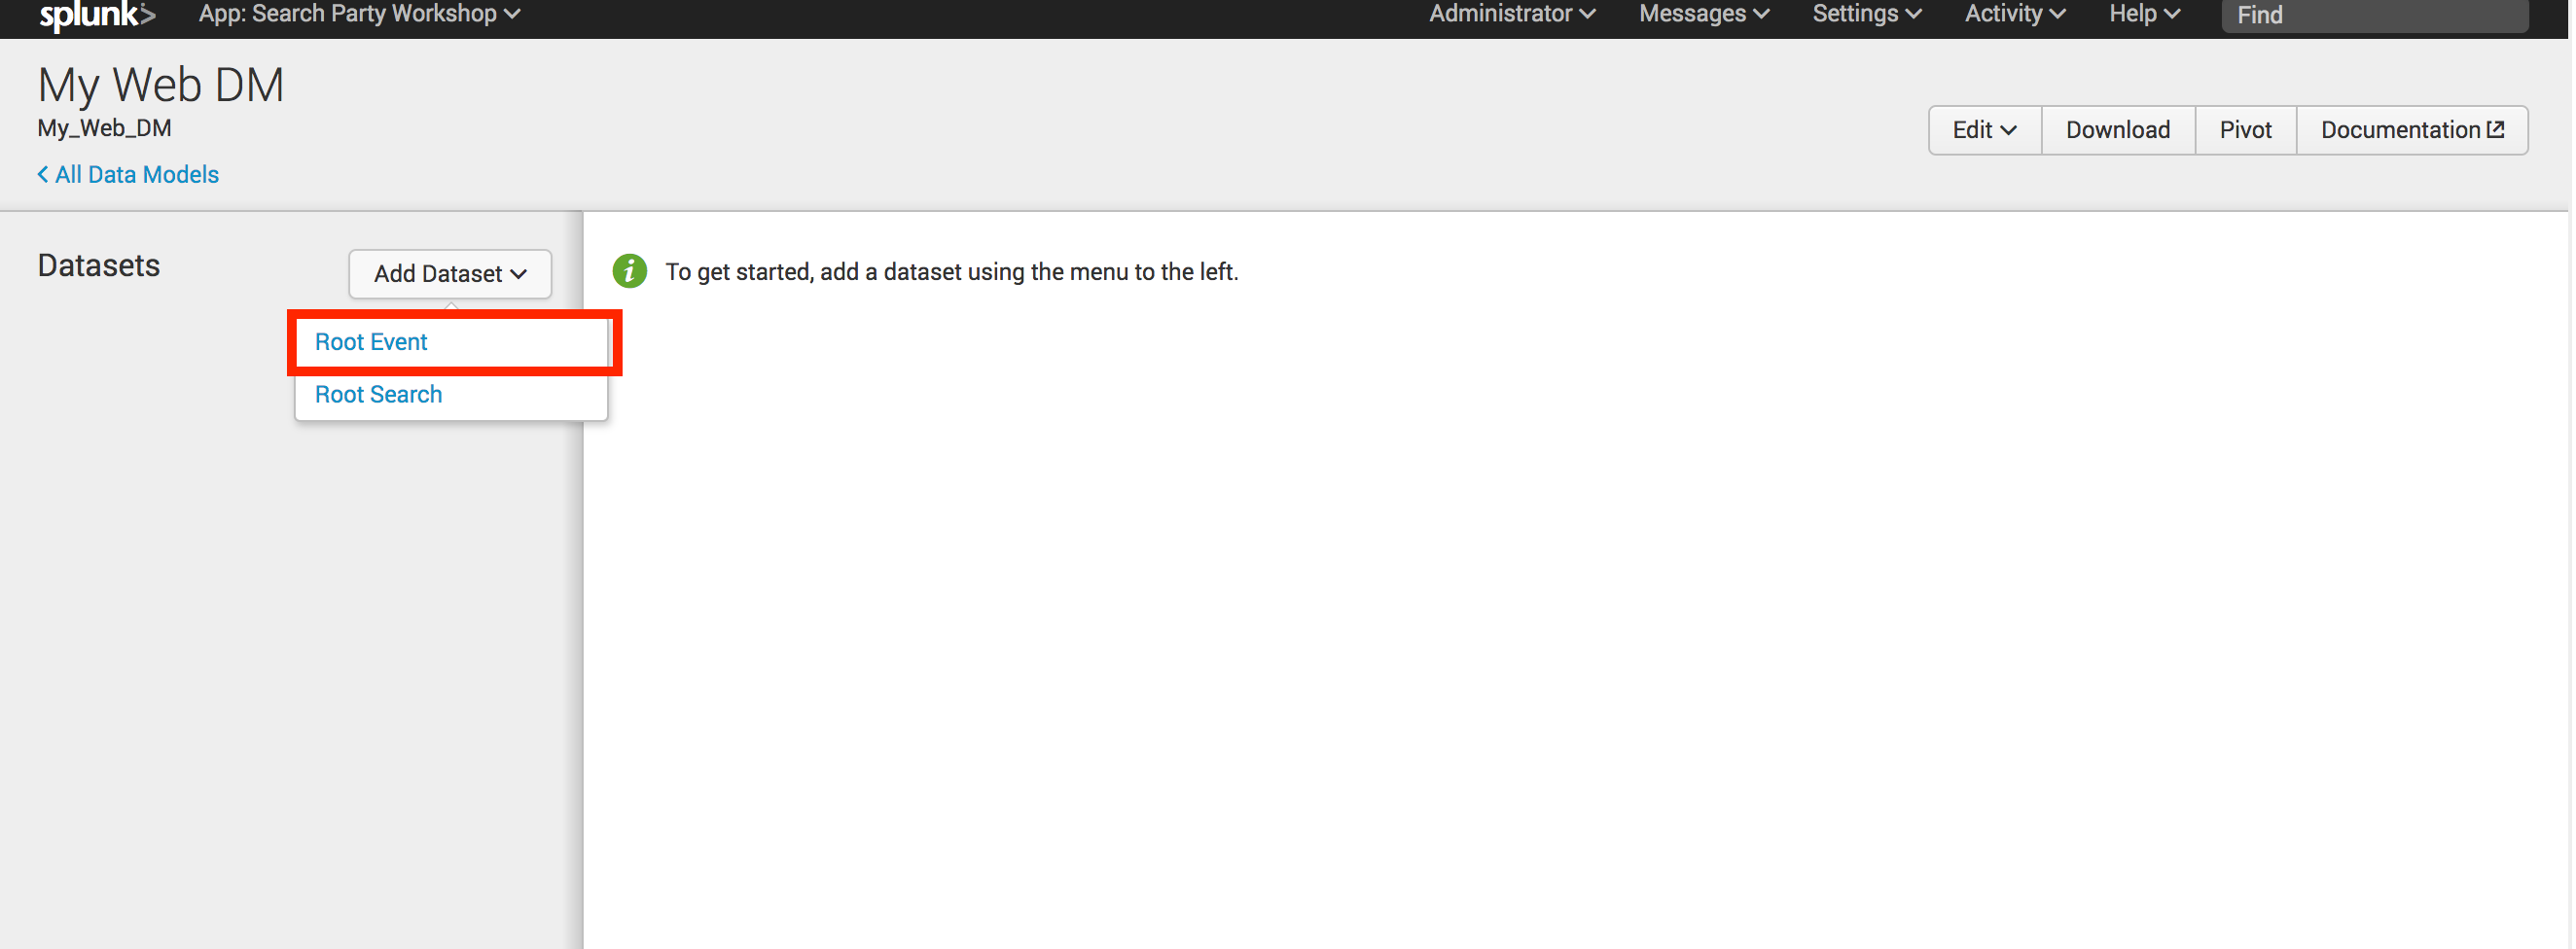 splunk> App: Search Party Workshop Administrator Messages Settings Activity Help Find
My Web DM
My_Web_DM
Edit Download Pivot Documentation
< All Data Models
Datasets Add Dataset
To get started, add a dataset using the menu to the left.
Root Event
Root Search